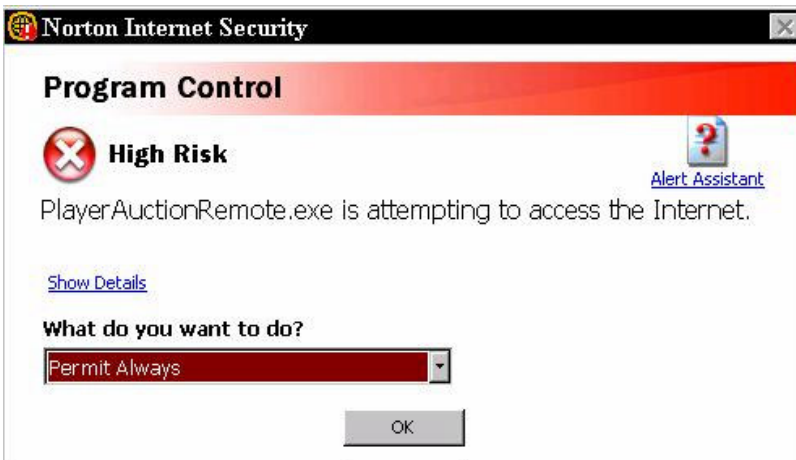 Norton Internet Security
Program Control
High Risk
Alert Assistant
PlayerAuctionRemote.exe is attempting to access the Internet.
Show Details
What do you want to do?
Permit Always
OK